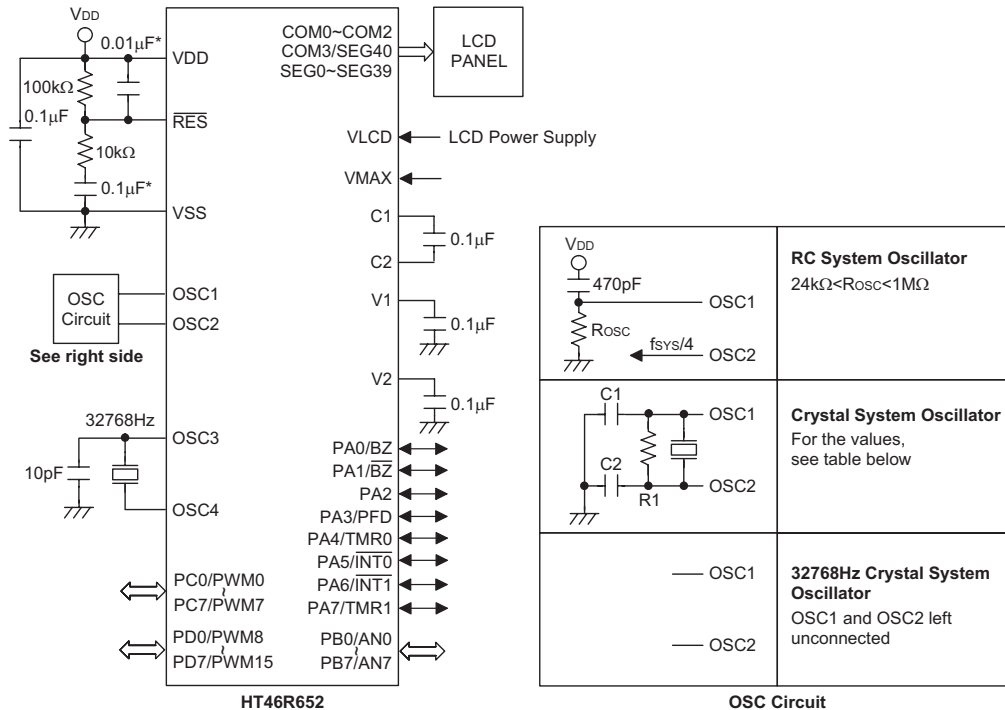 VDD
0.01μF*
VDD
100kΩ
0.1μF
RES
10kΩ
0.1μF*
VSS
OSC
Circuit
OSC1
OSC2
See right side
32768Hz
OSC3
10pF
OSC4
PC0/PWM0
~
PC7/PWM7
PD0/PWM8
~
PD7/PWM15
COM0~COM2
COM3/SEG40
SEG0~SEG39
LCD
PANEL
VLCD
LCD Power Supply
VMAX
C1
0.1μF
C2
V1
0.1μF
V2
0.1μF
PA0/BZ
PA1/BZ
PA2
PA3/PFD
PA4/TMR0
PA5/INT0
PA6/INT1
PA7/TMR1
PB0/AN0
~
PB7/AN7
HT46R652
VDD
470pF
OSC1
ROSC
fSYS/4
OSC2
RC System Oscillator
24kΩ<ROSC<1MΩ
C1
OSC1
C2
R1
OSC2
Crystal System Oscillator
For the values,
see table below
OSC1
OSC2
32768Hz Crystal System
Oscillator
OSC1 and OSC2 left
unconnected
OSC Circuit